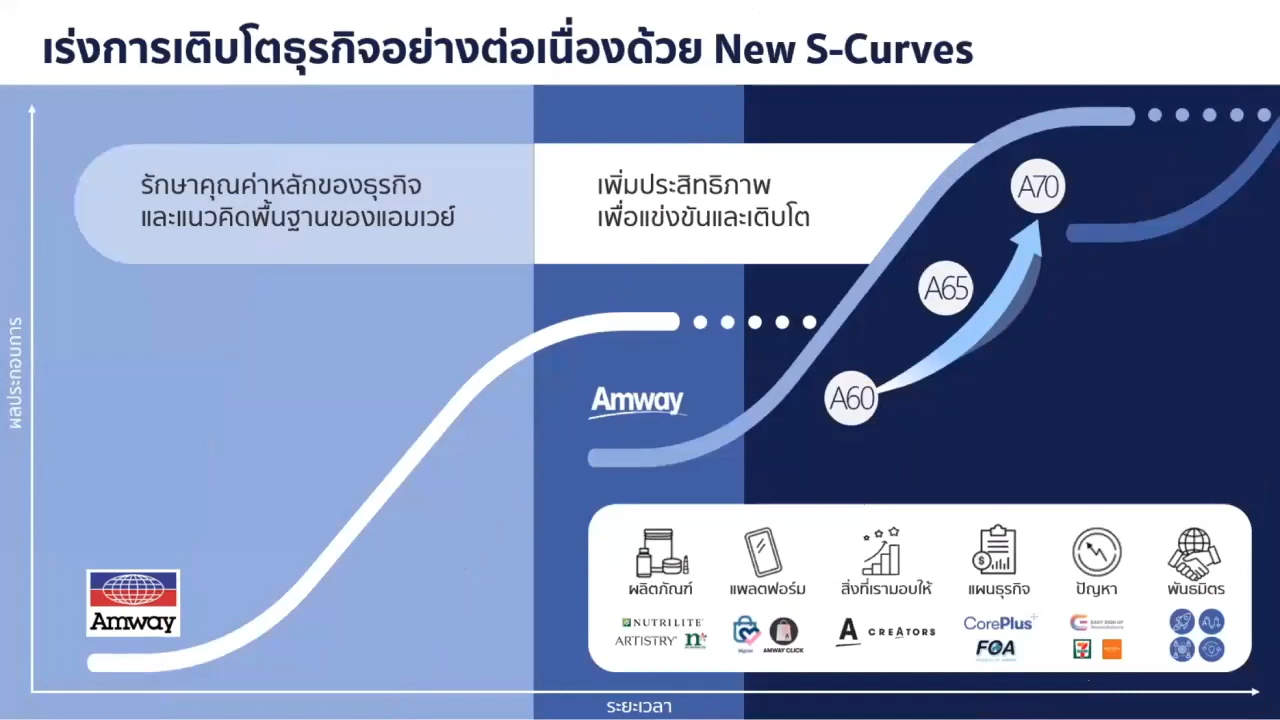 เร่งการเติบโตธุรกิจอย่างต่อเนื่องด้วย New S-Curves
รักษาคุณค่าหลักของธุรกิจ
และแนวคิดพื้นฐานของแอมเวย์
เพิ่มประสิทธิภาพ
เพื่อแข่งขันและเติบโต
A70
A65
A60
Amway
Amway
ผลประกอบการ
ระยะเวลา
ผลิตภัณฑ์
แพลตฟอร์ม
สิ่งที่เรามอบให้
แผนธุรกิจ
ปัญหา
พันธมิตร
NUTRILITE
ARTISTRY n*
AMWAY CLICK
A CREATORS
CorePlus+
FOA
EASY SIGN UP
7 ELEVEN